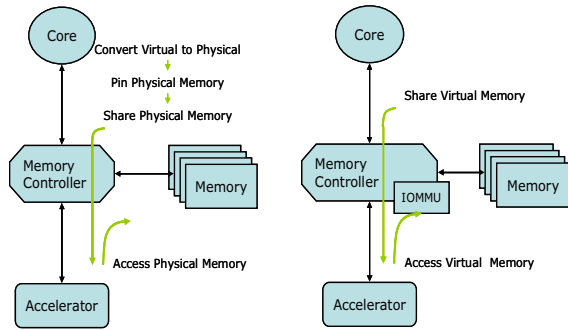 Core
Convert Virtual to Physical
Pin Physical Memory
Share Physical Memory
Memory
Controller
Memory
Access Physical Memory
Accelerator
Core
Share Virtual Memory
Memory
Controller
IOMMU
Memory
Access Virtual Memory
Accelerator